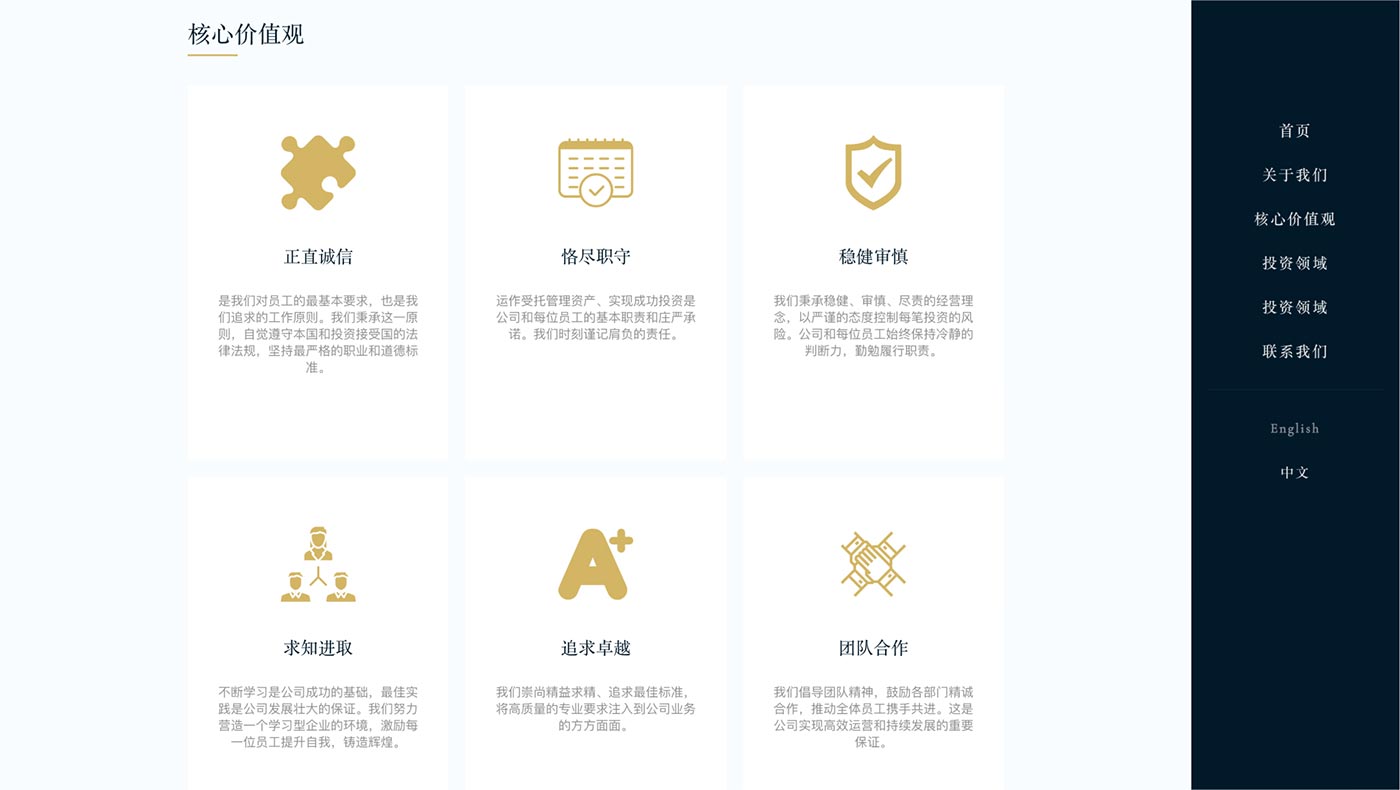 核心价值观
正直诚信
是我们对员工的最基本要求，也是我
们追求的工作原则。我们秉承这一原
则，自觉遵守本国和投资接受国的法
律法规，坚持最严格的职业和道德标
准。
恪尽职守
运作受托管理资产、实现成功投资是
公司和每位员工的基本职责和庄严承
诺。我们时刻谨记肩负的责任。
稳健审慎
我们秉承稳健、审慎、尽责的经营理
念，以严谨的态度控制每笔投资的风
险。公司和每位员工始终保持冷静的
判断力，勤勉履行职责。
求知进取
不断学习是公司成功的基础，最佳实
践是公司发展壮大的保证。我们努力
营造一个学习型企业的环境，激励每
一位员工提升自我，铸造辉煌。
A+
追求卓越
我们崇尚精益求精、追求最佳标准，
将高质量的专业要求注入到公司业务
的方方面面。
团队合作
我们倡导团队精神，鼓励各部门精诚
合作，推动全体员工携手共进。这是
公司实现高效运营和持续发展的重要
保证。
首页
关于我们
核心价值观
投资领域
投资领域
联系我们
English
中文